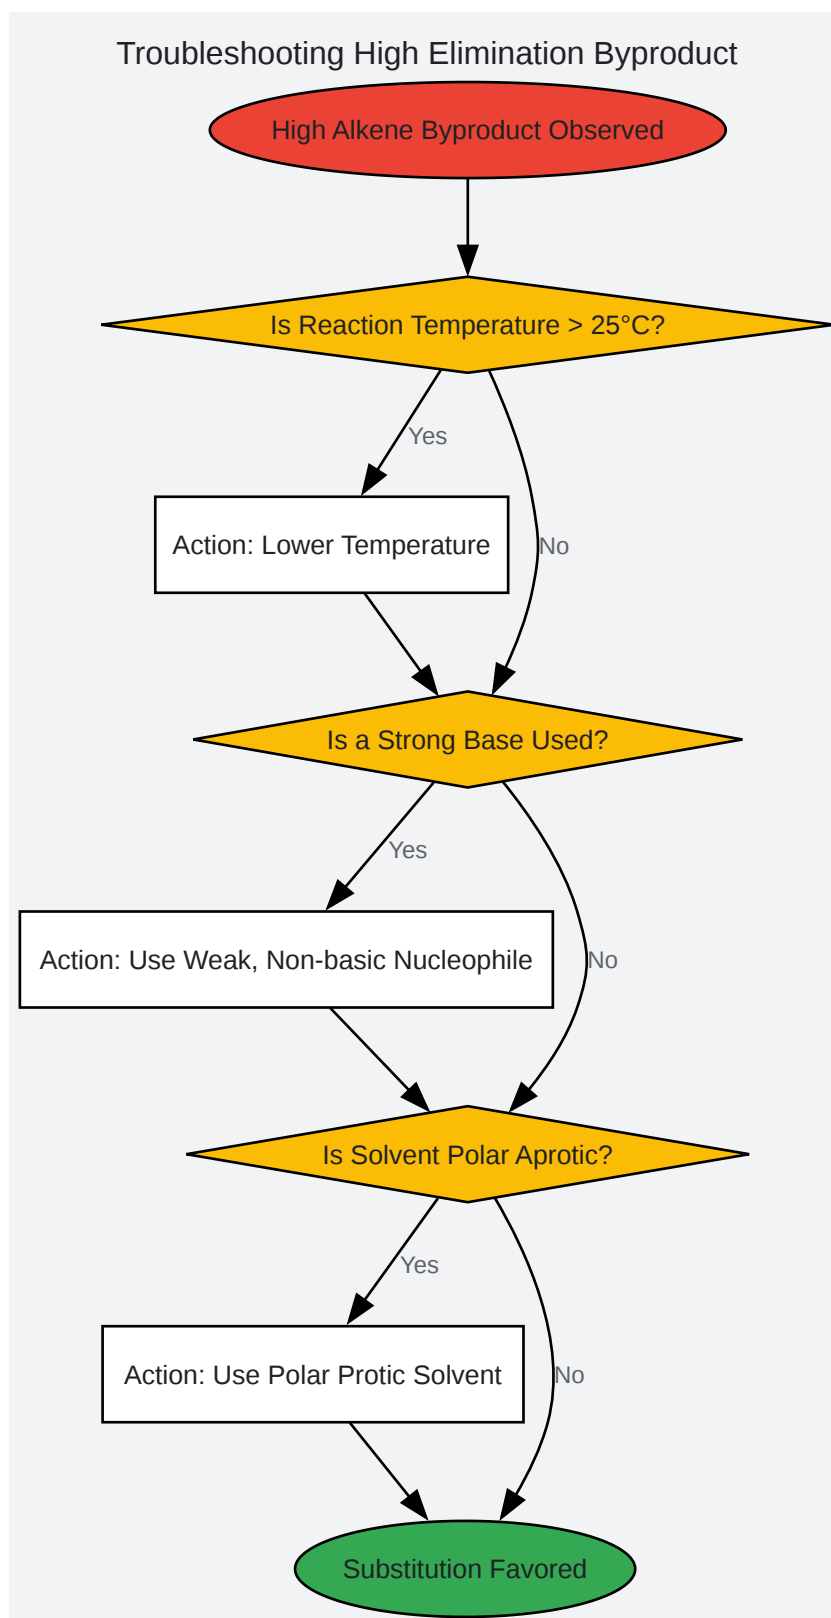 Troubleshooting High Elimination Byproduct
High Alkene Byproduct Observed
Is Reaction Temperature > 25°C?
Yes
Action: Lower Temperature
No
Is a Strong Base Used?
Yes
Action: Use Weak, Non-basic Nucleophile
No
Is Solvent Polar Aprotic?
Yes
Action: Use Polar Protic Solvent
No
Substitution Favored